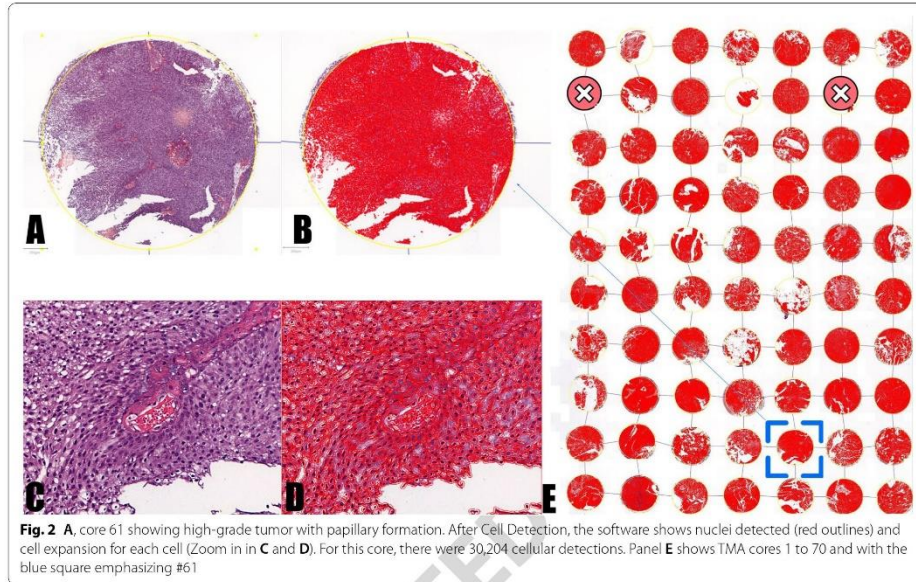 A
B
C
D
E
Fig. 2 A, core 61 showing high-grade tumor with papillary formation. After Cell Detection, the software shows nuclei detected (red outlines) and
cell expansion for each cell (Zoom in in C and D). For this core, there were 30,204 cellular detections. Panel E shows TMA cores 1 to 70 and with the
blue square emphasizing #61